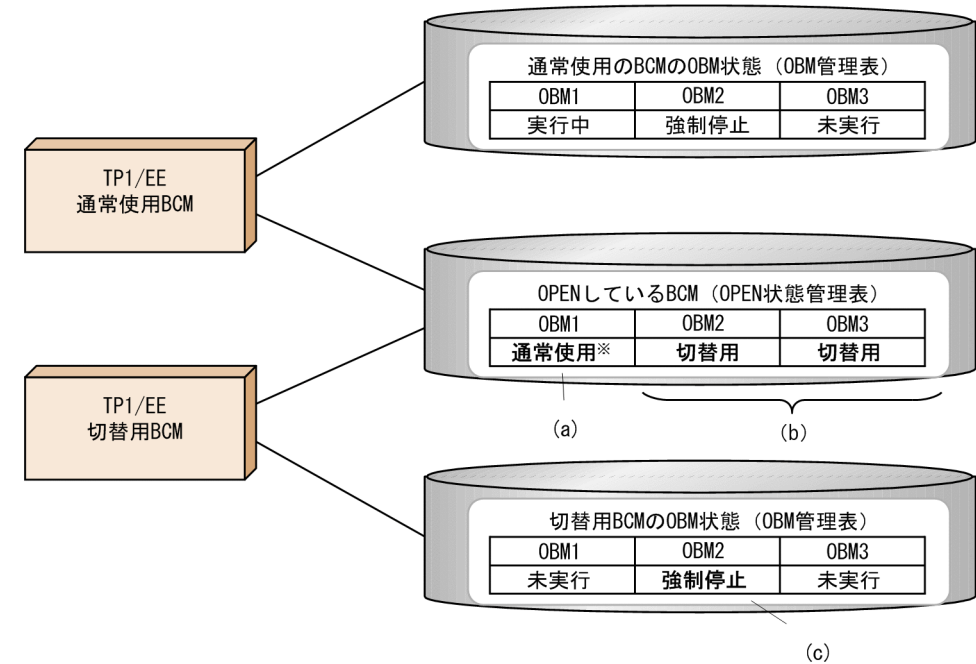 通常使用のBCMのOBM状態（OBM管理表）
OBM1 OBM2 OBM3
実行中 強制停止 未実行
TP1/EE
通常使用BCM
OPENしているBCM（OPEN状態管理表）
OBM1 OBM2 OBM3
通常使用※ 切替用 切替用
(a) (b)
TP1/EE
切替用BCM
切替用BCMのOBM状態（OBM管理表）
OBM1 OBM2 OBM3
未実行 強制停止 未実行
(c)